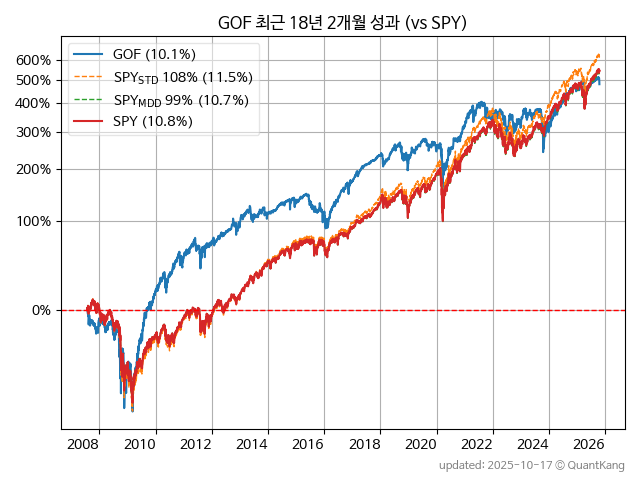 GOF 최근 18년 2개월 성과 (vs SPY)
GOF (10.1%)
SPYSTD 108% (11.5%)
SPYMDD 99% (10.7%)
SPY (10.8%)
600%
500%
400%
300%
200%
100%
0%
2008 2010 2012 2014 2016 2018 2020 2022 2024 2026
updated: 2025-10-17 © QuantKang